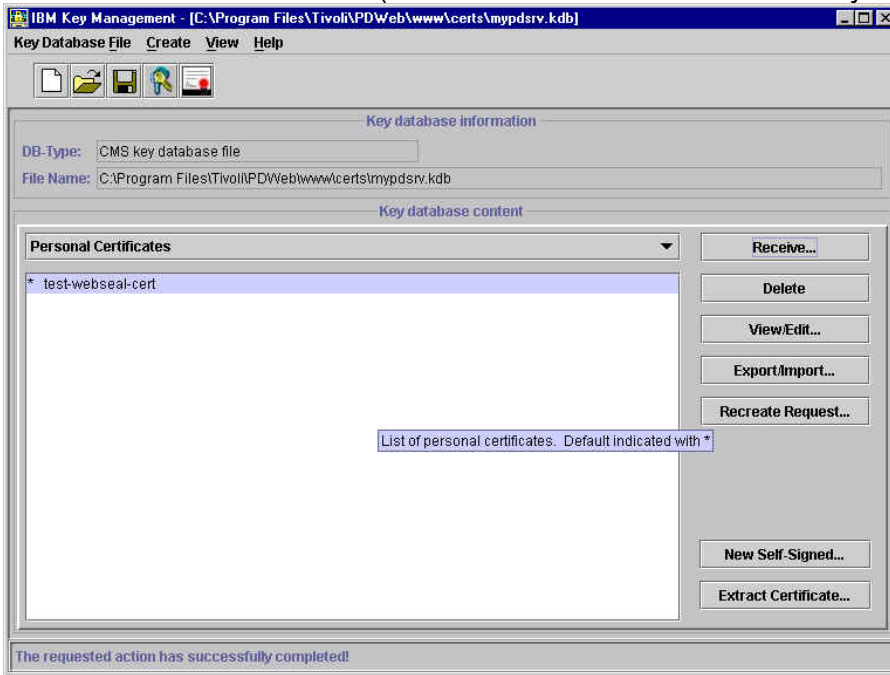 IBM Key Management - [C:\Program Files\Tivoli\PDWeb\www\certs\mypdsrv.kdb]
Key Database File Create View Help
Key database information
DB-Type: CMS key database file
File Name: C:\Program Files\Tivoli\PDWeb\www\certs\mypdsrv.kdb
Key database content
Personal Certificates
Receive...
* test-webseal-cert
Delete
View/Edit...
Export/Import...
Recreate Request...
List of personal certificates. Default indicated with *
New Self-Signed...
Extract Certificate...
The requested action has successfully completed!